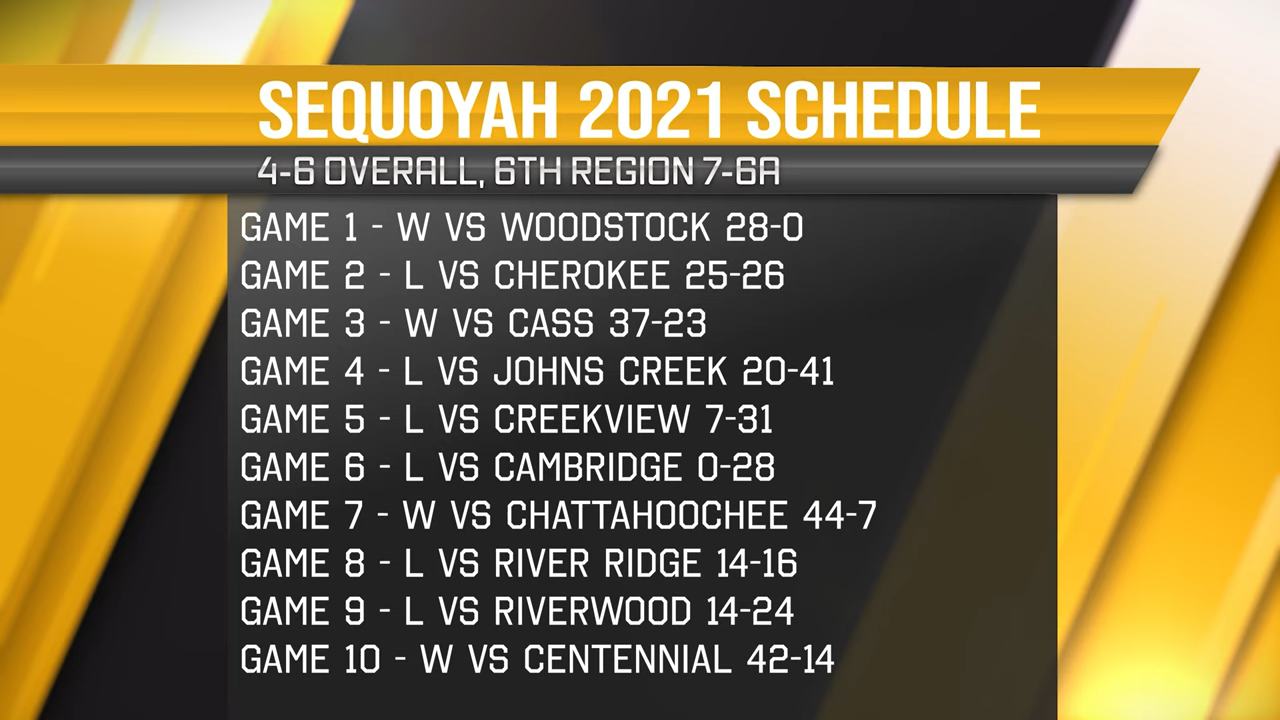 SEQUOYAH 2021 SCHEDULE
4-6 OVERALL, 6TH REGION 7-6A
GAME 1 - W VS WOODSTOCK 28-0
GAME 2 - L VS CHEROKEE 25-26
GAME 3 - W VS CASS 37-23
GAME 4 - L VS JOHNS CREEK 20-41
GAME 5 - L VS CREEKVIEW 7-31
GAME 6 - L VS CAMBRIDGE 0-28
GAME 7 - W VS CHATTAHOOCHEE 44-7
GAME 8 - L VS RIVER RIDGE 14-16
GAME 9 - L VS RIVERWOOD 14-24
GAME 10 - W VS CENTENNIAL 42-14